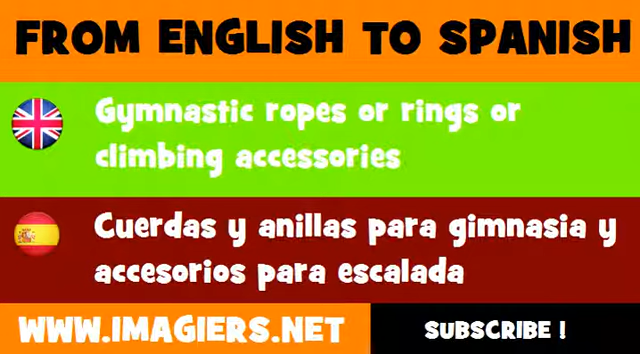 FROM ENGLISH TO SPANISH
Gymnastic ropes or rings or
climbing accessories
Cuerdas y anillas para gimnasia y
accesorios para escalada
WWW.IMAGIERS.NET
SUBSCRIBE !